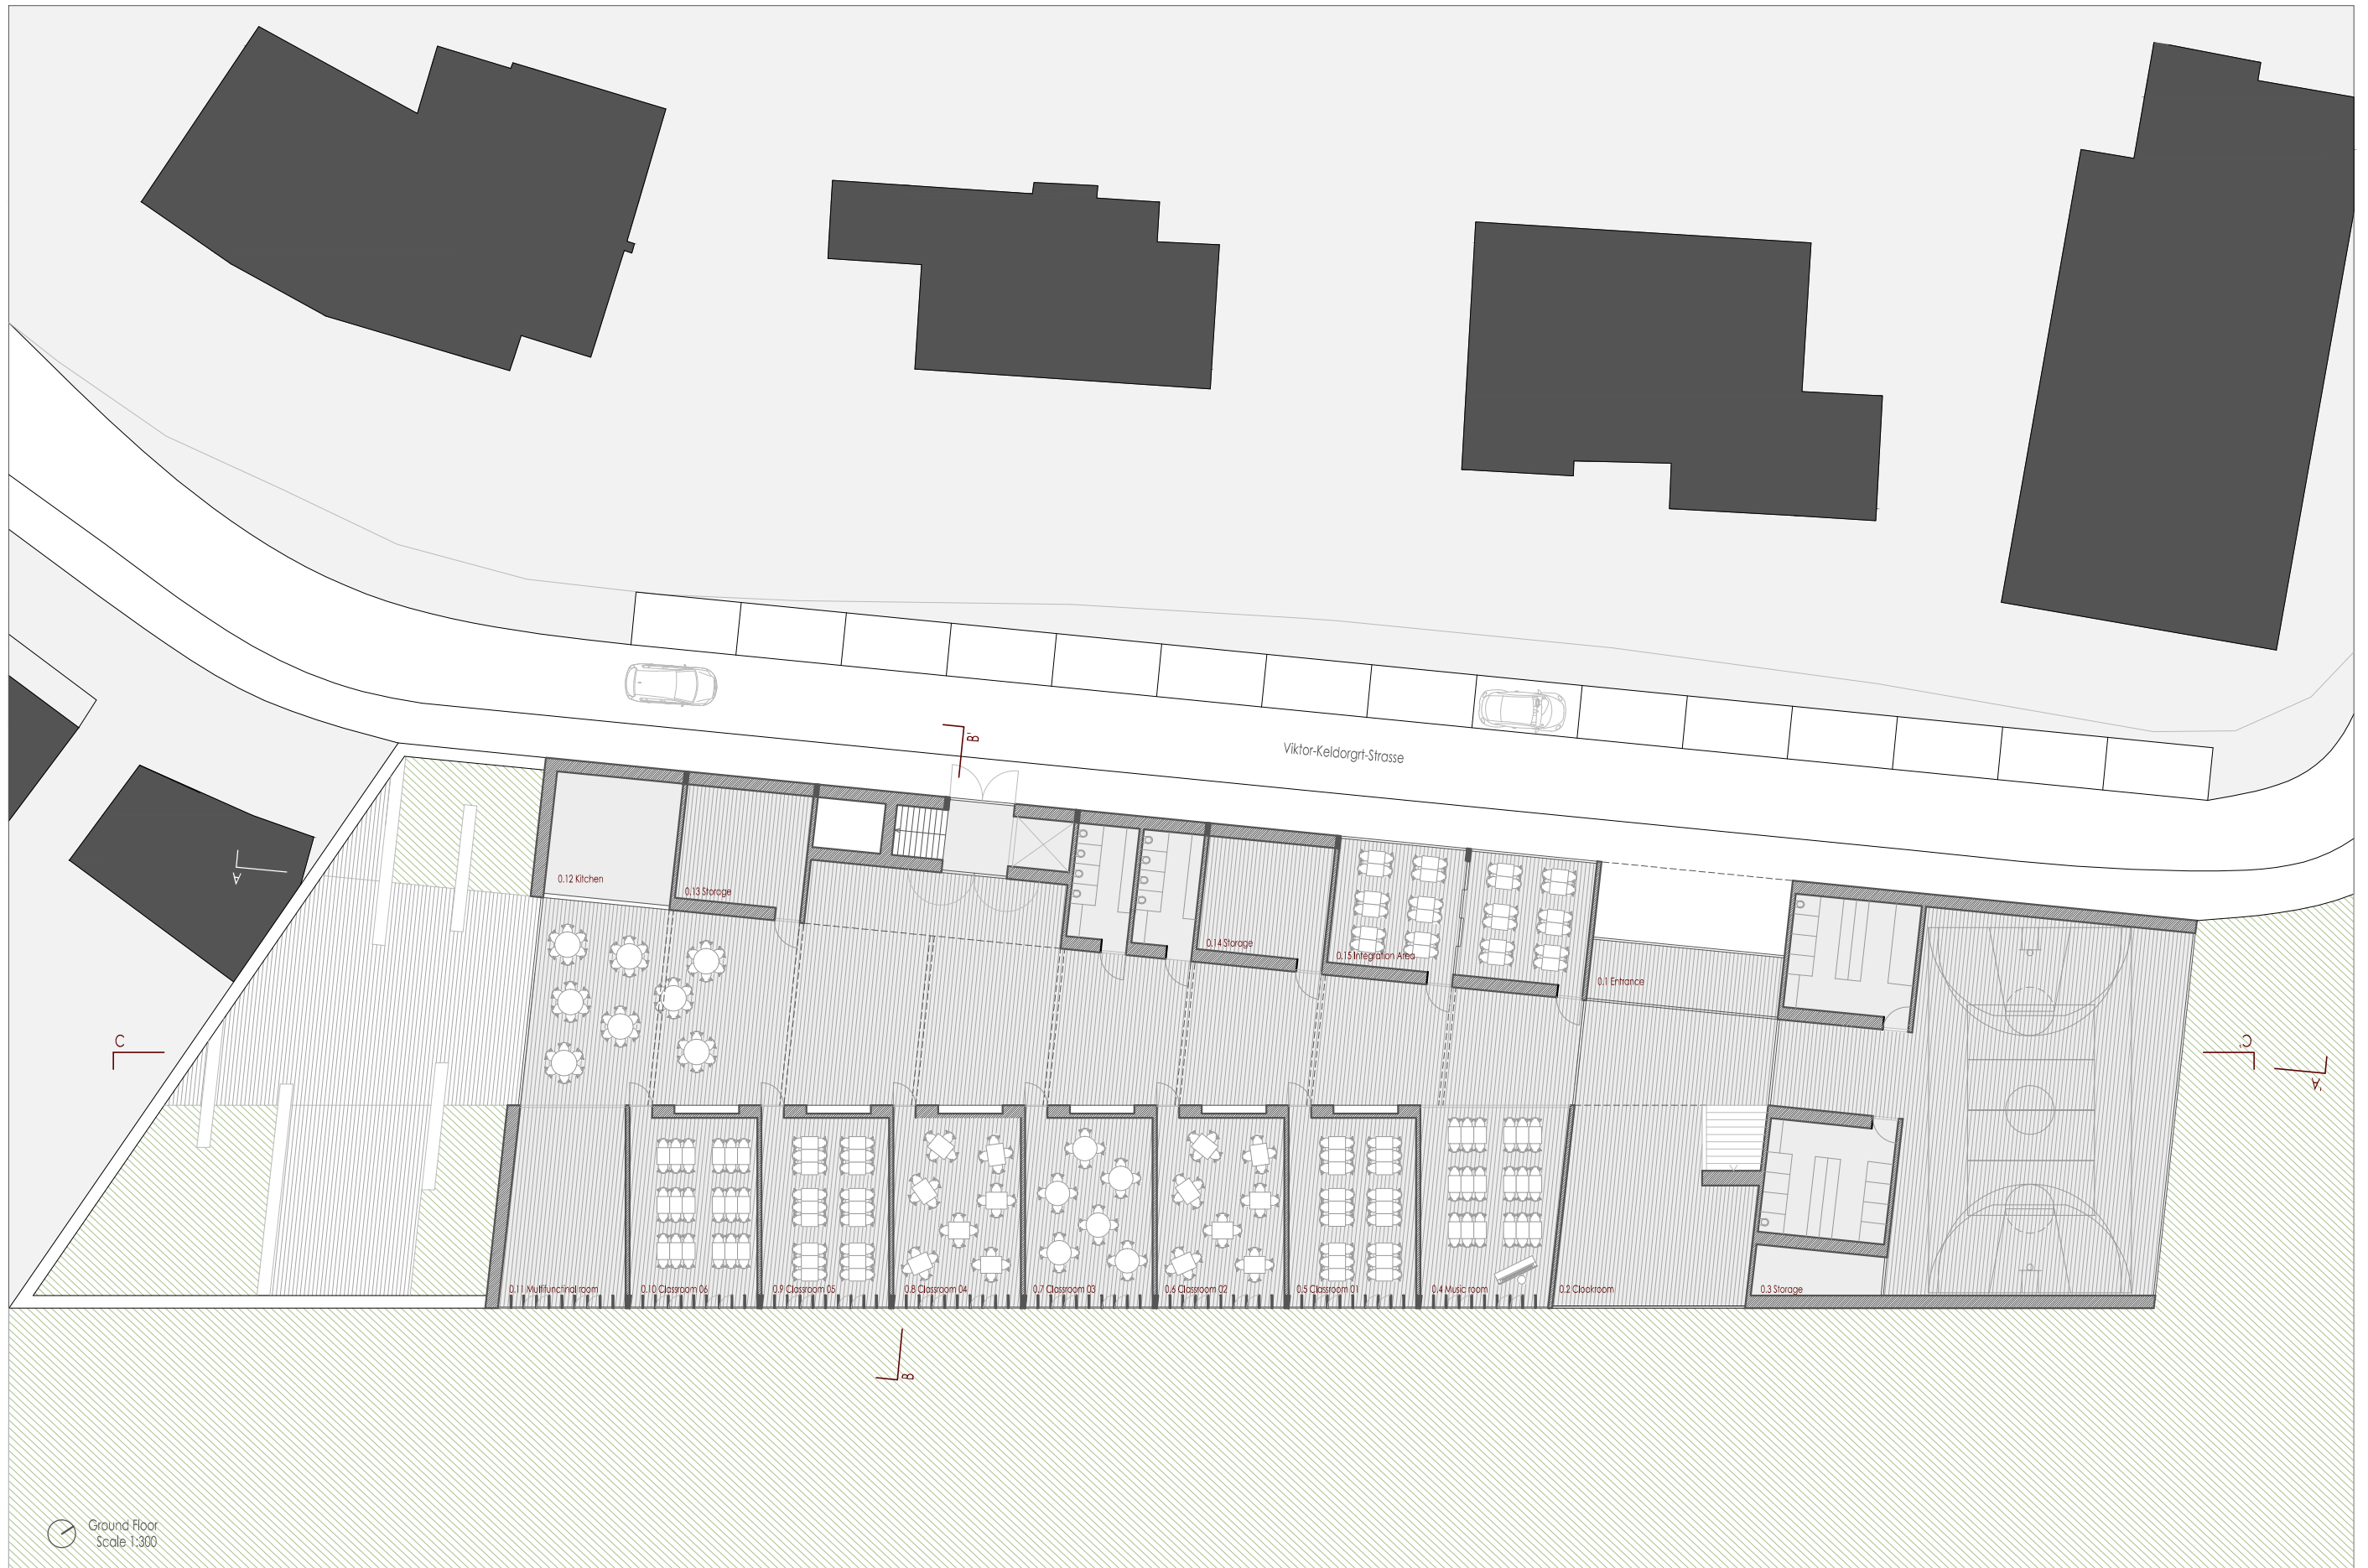 Viktor-Keldorgrt-Strasse
B'
A
C
C'
A'
0.12 Kitchen
0.13 Storage
0.14 Storage
0.15 Integration Area
0.1 Entrance
0.11 Multifunctinal room
0.10 Classroom 06
0.9 Classroom 05
0.8 Classroom 04
0.7 Classroom 03
0.6 Classroom 02
0.5 Classroom 01
0.4 Music room
0.2 Clookroom
0.3 Storage
B
Ground Floor
Scale 1:300